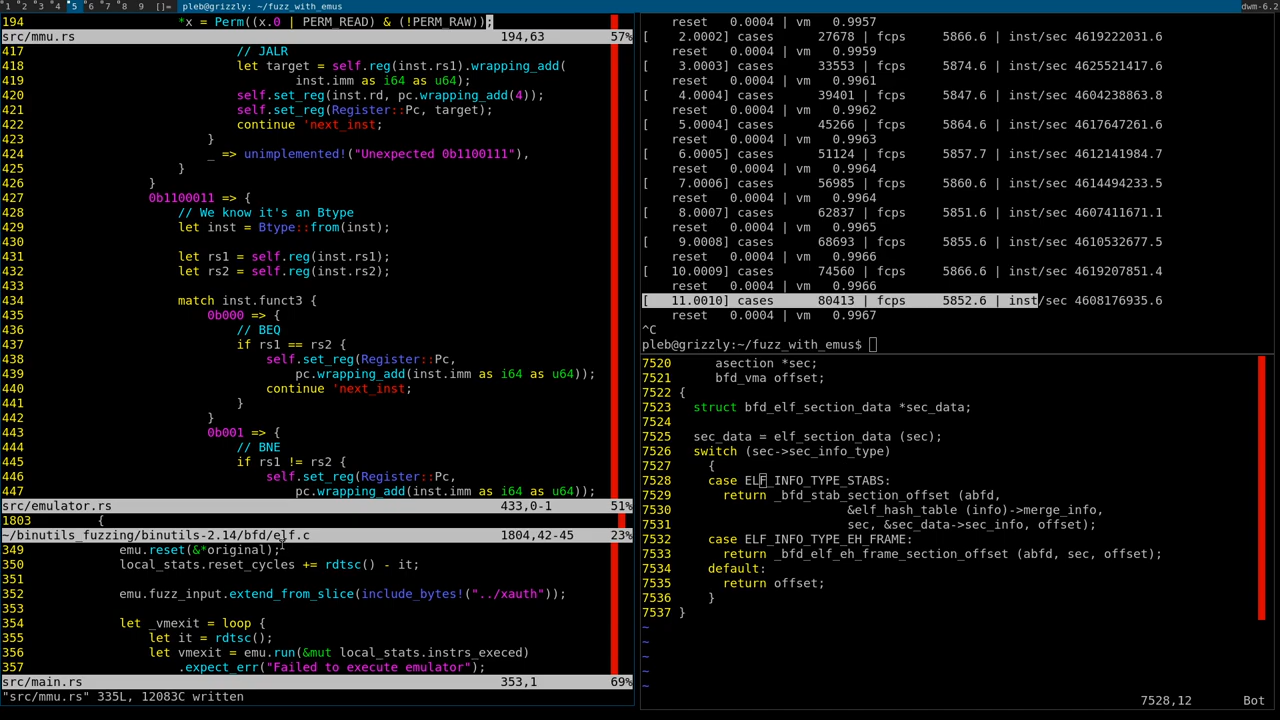 1 2 3 4 5 6 7 8 9 []= pleb@grizzly: ~/fuzz_with_emus dwm-6.2
194 *x = Perm((x.0 | PERM_READ) & (!PERM_RAW));
src/mmu.rs 194,63 57%
417 // JALR
418 let target = self.reg(inst.rs1).wrapping_add(
419 inst.imm as i64 as u64);
420 self.set_reg(inst.rd, pc.wrapping_add(4));
421 self.set_reg(Register::Pc, target);
422 continue 'next_inst;
423 }
424 _ => unimplemented!("Unexpected 0b1100111"),
425 }
426 }
427 0b1100011 => {
428 // We know it's an Btype
429 let inst = Btype::from(inst);
430
431 let rs1 = self.reg(inst.rs1);
432 let rs2 = self.reg(inst.rs2);
433
434 match inst.funct3 {
435 0b000 => {
436 // BEQ
437 if rs1 == rs2 {
438 self.set_reg(Register::Pc,
439 pc.wrapping_add(inst.imm as i64 as u64));
440 continue 'next_inst;
441 }
442 }
443 0b001 => {
444 // BNE
445 if rs1 != rs2 {
446 self.set_reg(Register::Pc,
447 pc.wrapping_add(inst.imm as i64 as u64));
src/emulator.rs 433,0-1 51%
1803 {
~/binutils_fuzzing/binutils-2.14/bfd/elf.c 1804,42-45 23%
349 emu.reset(&*original);
350 local_stats.reset_cycles += rdtsc() - it;
351
352 emu.fuzz_input.extend_from_slice(include_bytes!("../xauth"));
353
354 let _vmexit = loop {
355 let it = rdtsc();
356 let vmexit = emu.run(&mut local_stats.instrs_execed)
357 .expect_err("Failed to execute emulator");
src/main.rs 353,1 69%
"src/mmu.rs" 335L, 12083C written
reset 0.0004 | vm 0.9957
[ 2.0002] cases 27678 | fcps 5866.6 | inst/sec 4619222031.6
reset 0.0004 | vm 0.9959
[ 3.0003] cases 33553 | fcps 5874.6 | inst/sec 4625521417.6
reset 0.0004 | vm 0.9961
[ 4.0004] cases 39401 | fcps 5847.6 | inst/sec 4604238863.8
reset 0.0004 | vm 0.9962
[ 5.0004] cases 45266 | fcps 5864.6 | inst/sec 4617647261.6
reset 0.0004 | vm 0.9963
[ 6.0005] cases 51124 | fcps 5857.7 | inst/sec 4612141984.7
reset 0.0004 | vm 0.9964
[ 7.0006] cases 56985 | fcps 5860.6 | inst/sec 4614494233.5
reset 0.0004 | vm 0.9964
[ 8.0007] cases 62837 | fcps 5851.6 | inst/sec 4607411671.1
reset 0.0004 | vm 0.9965
[ 9.0008] cases 68693 | fcps 5855.6 | inst/sec 4610532677.5
reset 0.0004 | vm 0.9966
[ 10.0009] cases 74560 | fcps 5866.6 | inst/sec 4619207851.4
reset 0.0004 | vm 0.9966
[ 11.0010] cases 80413 | fcps 5852.6 | inst/sec 4608176935.6
reset 0.0004 | vm 0.9967
^C
pleb@grizzly:~/fuzz_with_emus$
7520 asection *sec;
7521 bfd_vma offset;
7522 {
7523 struct bfd_elf_section_data *sec_data;
7524
7525 sec_data = elf_section_data (sec);
7526 switch (sec->sec_info_type)
7527 {
7528 case ELF_INFO_TYPE_STABS:
7529 return _bfd_stab_section_offset (abfd,
7530 &elf_hash_table (info)->merge_info,
7531 sec, &sec_data->sec_info, offset);
7532 case ELF_INFO_TYPE_EH_FRAME:
7533 return _bfd_elf_eh_frame_section_offset (abfd, sec, offset);
7534 default:
7535 return offset;
7536 }
7537 }
~
~
~
~
~
7528,12 Bot